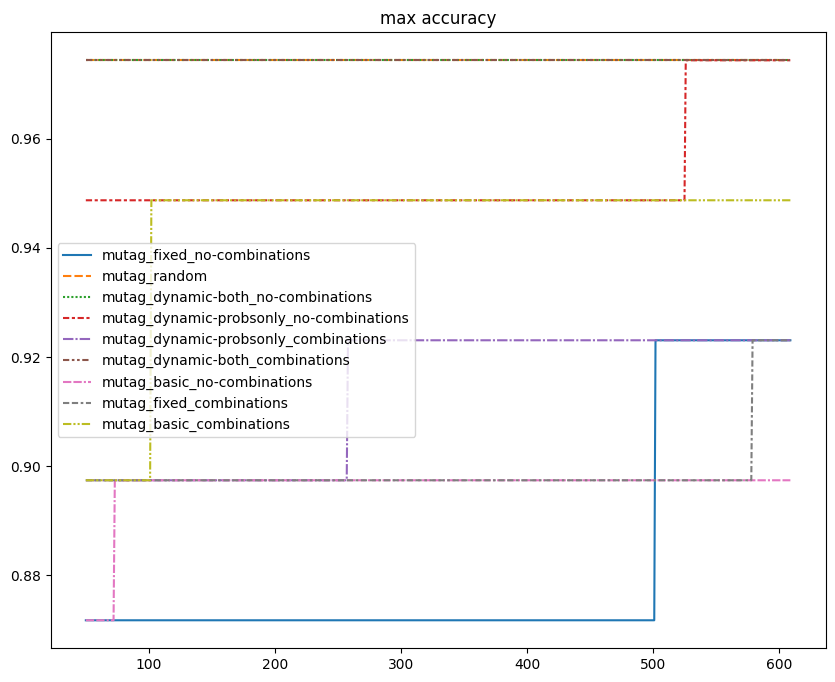 max accuracy
0.96
0.94
0.92
0.90
0.88
mutag_fixed_no-combinations
mutag_random
mutag_dynamic-both_no-combinations
mutag_dynamic-probsonly_no-combinations
mutag_dynamic-probsonly_combinations
mutag_dynamic-both_combinations
mutag_basic_no-combinations
mutag_fixed_combinations
mutag_basic_combinations
100 200 300 400 500 600